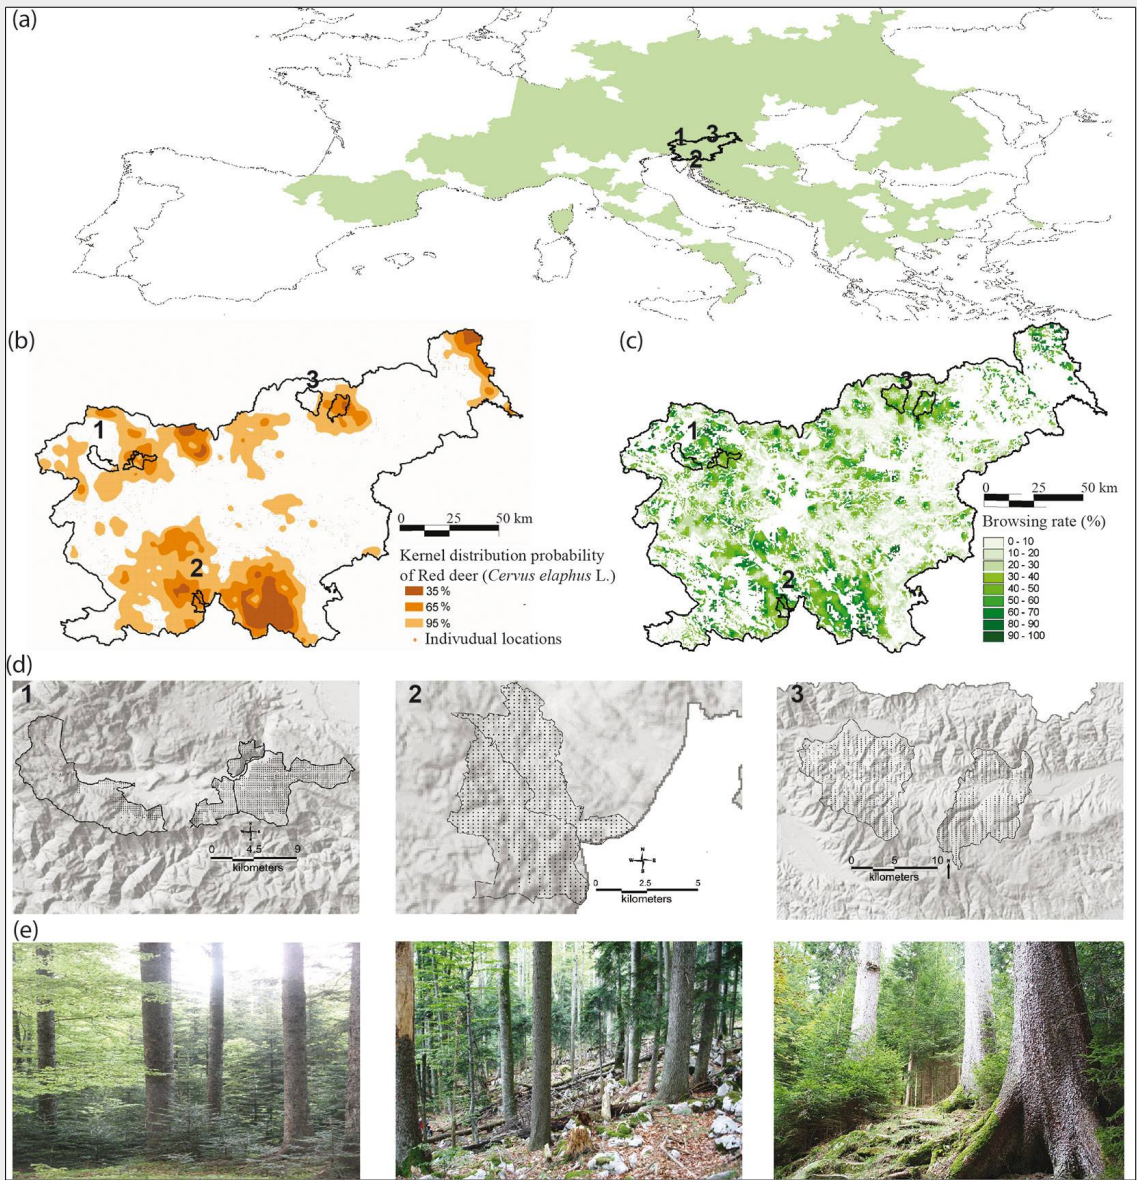 (a)
1 3
2
(b)
3
1
2
0 25 50 km
Kernel distribution probability
of Red deer (Cervus elaphus L.)
35 %
65 %
95 %
Indivudual locations
(c)
3
1
2
0 25 50 km
Browsing rate (%)
0 - 10
10 - 20
20 - 30
30 - 40
40 - 50
50 - 60
60 - 70
80 - 90
90 - 100
(d)
1
0 4.5 9
kilometers
2
N
W E
S
0 2.5 5
kilometers
3
0 5 10
kilometers
N
(e)